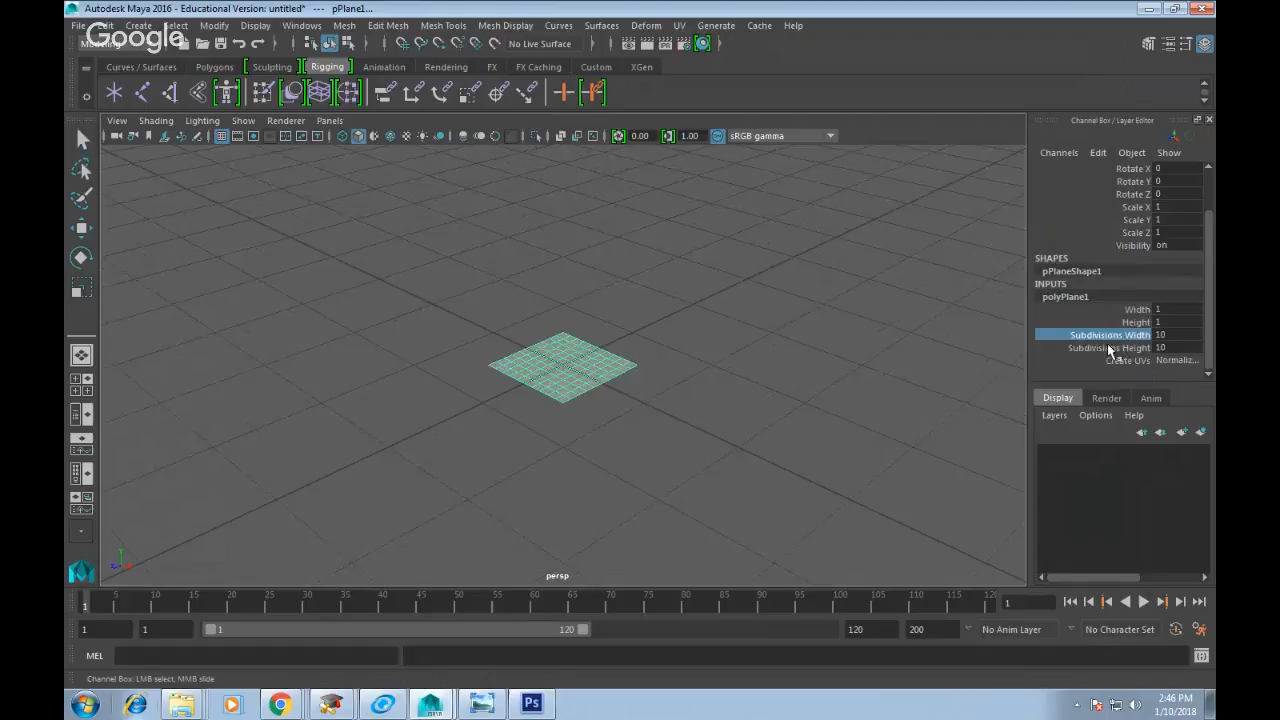 Autodesk Maya 2016 - Educational Version: untitled* --- pPlane1...
Create Select Modify Display Windows Mesh Edit Mesh Mesh Tools Mesh Display Curves Surfaces Deform UV Generate Cache Help
Google
No Live Surface
Curves / Surfaces Polygons Sculpting Rigging Animation Rendering FX FX Caching Custom XGen
View Shading Lighting Show Renderer Panels
0.00 1.00 sRGB gamma
persp
Channel Box / Layer Editor
Channels Edit Object Show
Rotate X 0
Rotate Y 0
Rotate Z 0
Scale X 1
Scale Y 1
Scale Z 1
Visibility on
SHAPES
pPlaneShape1
INPUTS
polyPlane1
Width 1
Height 1
Subdivisions Width 10
Subdivisions Height 10
Create UVs Normaliz...
Display Render Anim
Layers Options Help
1 5 10 15 20 25 30 35 40 45 50 55 60 65 70 75 80 85 90 95 100 105 110 115 120 1
1 1 1 120 120 200 No Anim Layer No Character Set
MEL
Channel Box: LMB select, MMB slide
Ps
2:46 PM
1/10/2018